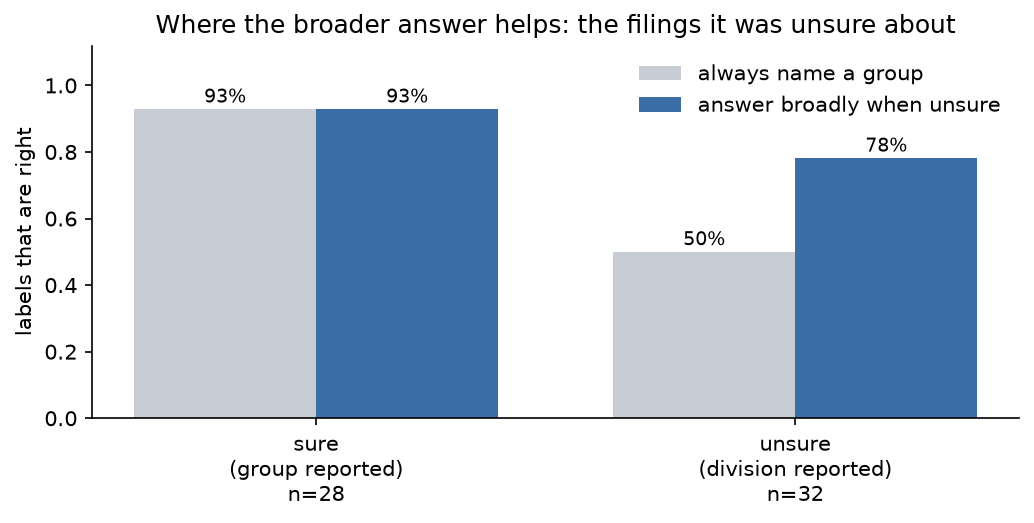 Where the broader answer helps: the filings it was unsure about
always name a group
answer broadly when unsure
labels that are right
1.0
0.8
0.6
0.4
0.2
0.0
93%
93%
50%
78%
sure
(group reported)
n=28
unsure
(division reported)
n=32